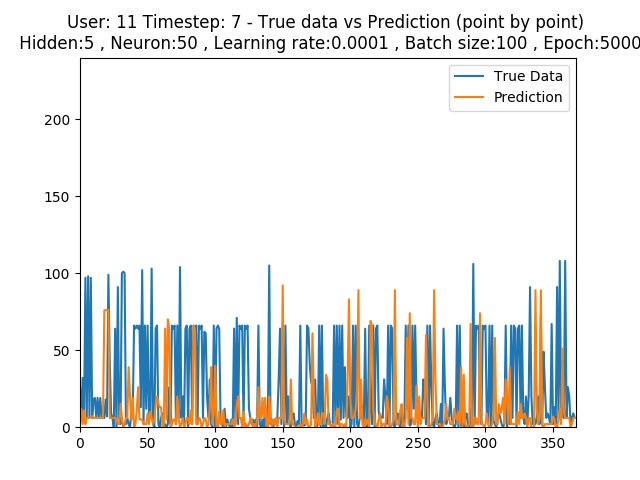 User: 11 Timestep: 7 - True data vs Prediction (point by point)
Hidden:5 , Neuron:50 , Learning rate:0.0001 , Batch size:100 , Epoch:5000
True Data
Prediction
200
150
100
50
0
0 50 100 150 200 250 300 350